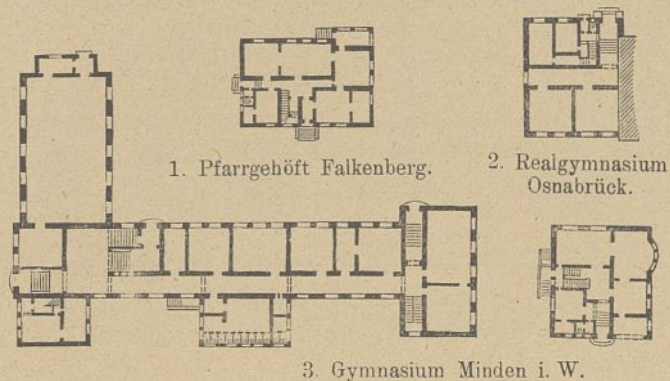 1. Pfarrgehöft Falkenberg.
2. Realgymnasium
Osnabrück.
3. Gymnasium Minden i. W.